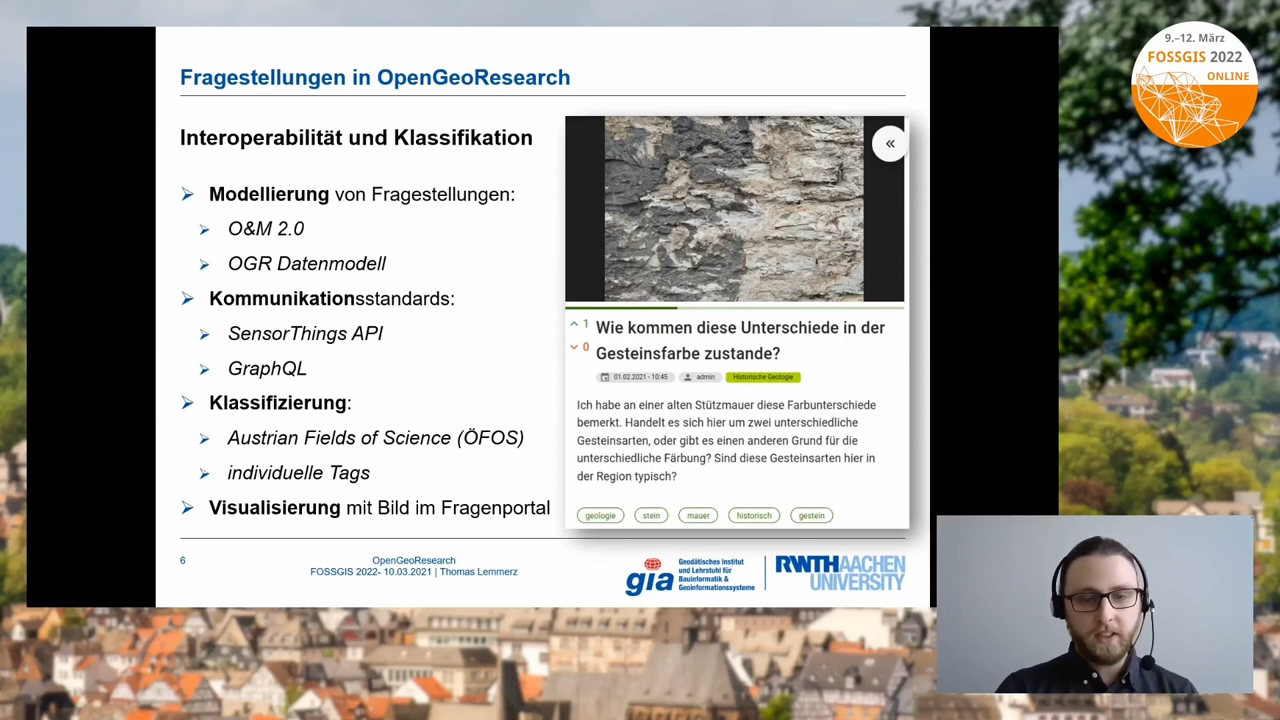 9.–12. März
FOSSGIS 2022
ONLINE
Fragestellungen in OpenGeoResearch
Interoperabilität und Klassifikation
Modellierung von Fragestellungen:
O&M 2.0
OGR Datenmodell
Kommunikationsstandards:
SensorThings API
GraphQL
Klassifizierung:
Austrian Fields of Science (ÖFOS)
individuelle Tags
Visualisierung mit Bild im Fragenportal
«
1
0
Wie kommen diese Unterschiede in der
Gesteinsfarbe zustande?
01.02.2021 - 10:45 admin Historische Geologie
Ich habe an einer alten Stützmauer diese Farbunterschiede
bemerkt. Handelt es sich hier um zwei unterschiedliche
Gesteinsarten, oder gibt es einen anderen Grund für die
unterschiedliche Färbung? Sind diese Gesteinsarten hier in
der Region typisch?
geologie stein mauer historisch gestein
6
OpenGeoResearch
FOSSGIS 2022- 10.03.2021 | Thomas Lemmerz
gia
Geodätisches Institut
und Lehrstuhl für
Bauinformatik &
Geoinformationssysteme
RWTHAACHEN
UNIVERSITY